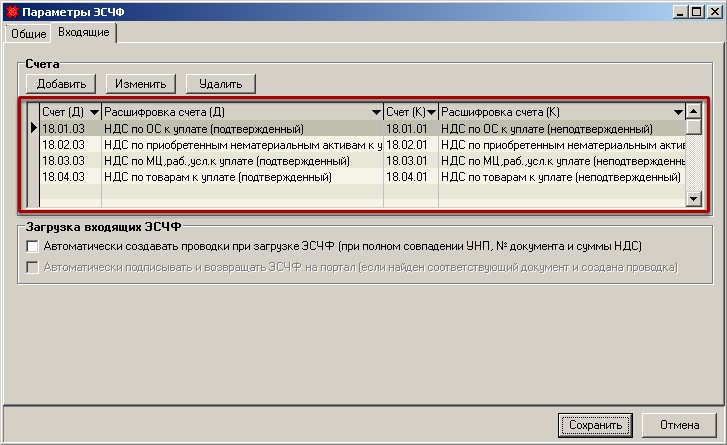 Параметры ЭСЧФ
Общие Входящие
Счета
Добавить Изменить Удалить
Счет (Д) Расшифровка счета (Д) Счет (К) Расшифровка счета (К)
18.01.03 НДС по ОС к уплате (подтвержденный) 18.01.01 НДС по ОС к уплате (неподтвержденный)
18.02.03 НДС по приобретенным нематериальным активам к у 18.02.01 НДС по приобретенным нематериальным активам к у
18.03.03 НДС по МЦ,раб.,усл.к уплате (подтвержденный) 18.03.01 НДС по МЦ,раб.,усл.к уплате (неподтвержденны
18.04.03 НДС по товарам к уплате (подтвержденный) 18.04.01 НДС по товарам к уплате (неподтвержденный)
Загрузка входящих ЭСЧФ
Автоматически создавать проводки при загрузке ЭСЧФ (при полном совпадении УНП, № документа и суммы НДС)
Автоматически подписывать и возвращать ЭСЧФ на портал (если найден соответствующий документ и создана проводка)
Сохранить Отмена